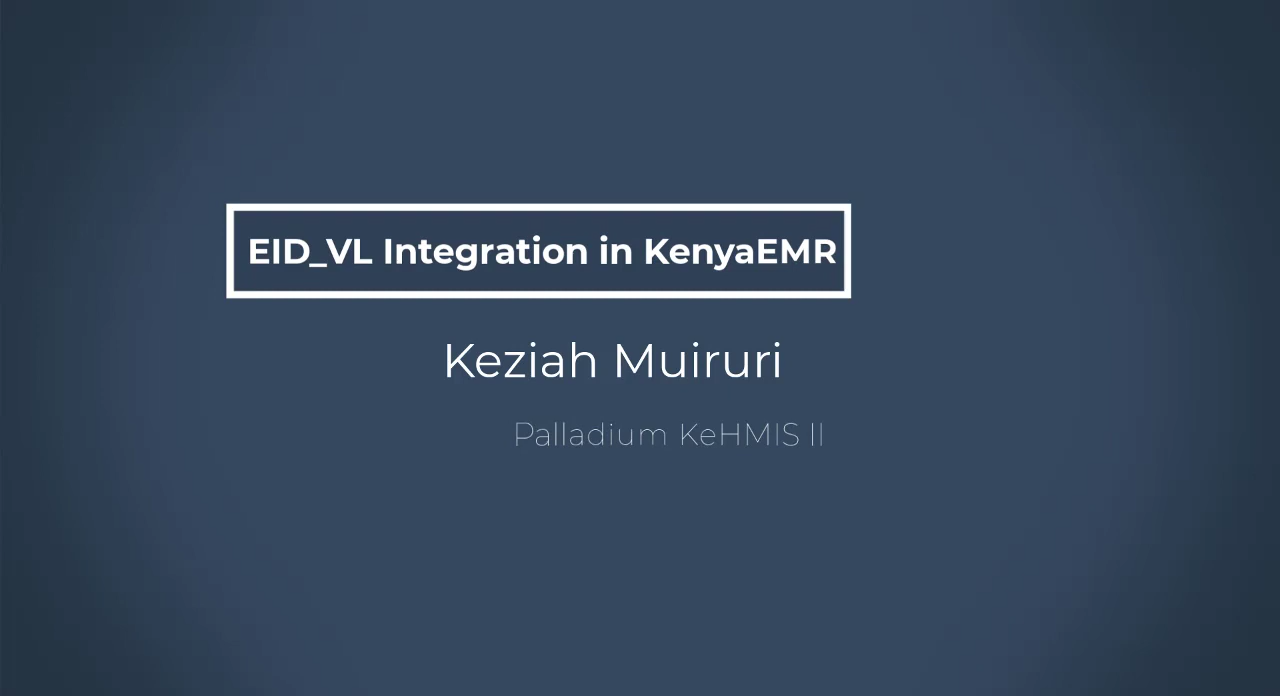 EID_VL Integration in KenyaEMR
Keziah Muiruri
Palladium KeHMIS II